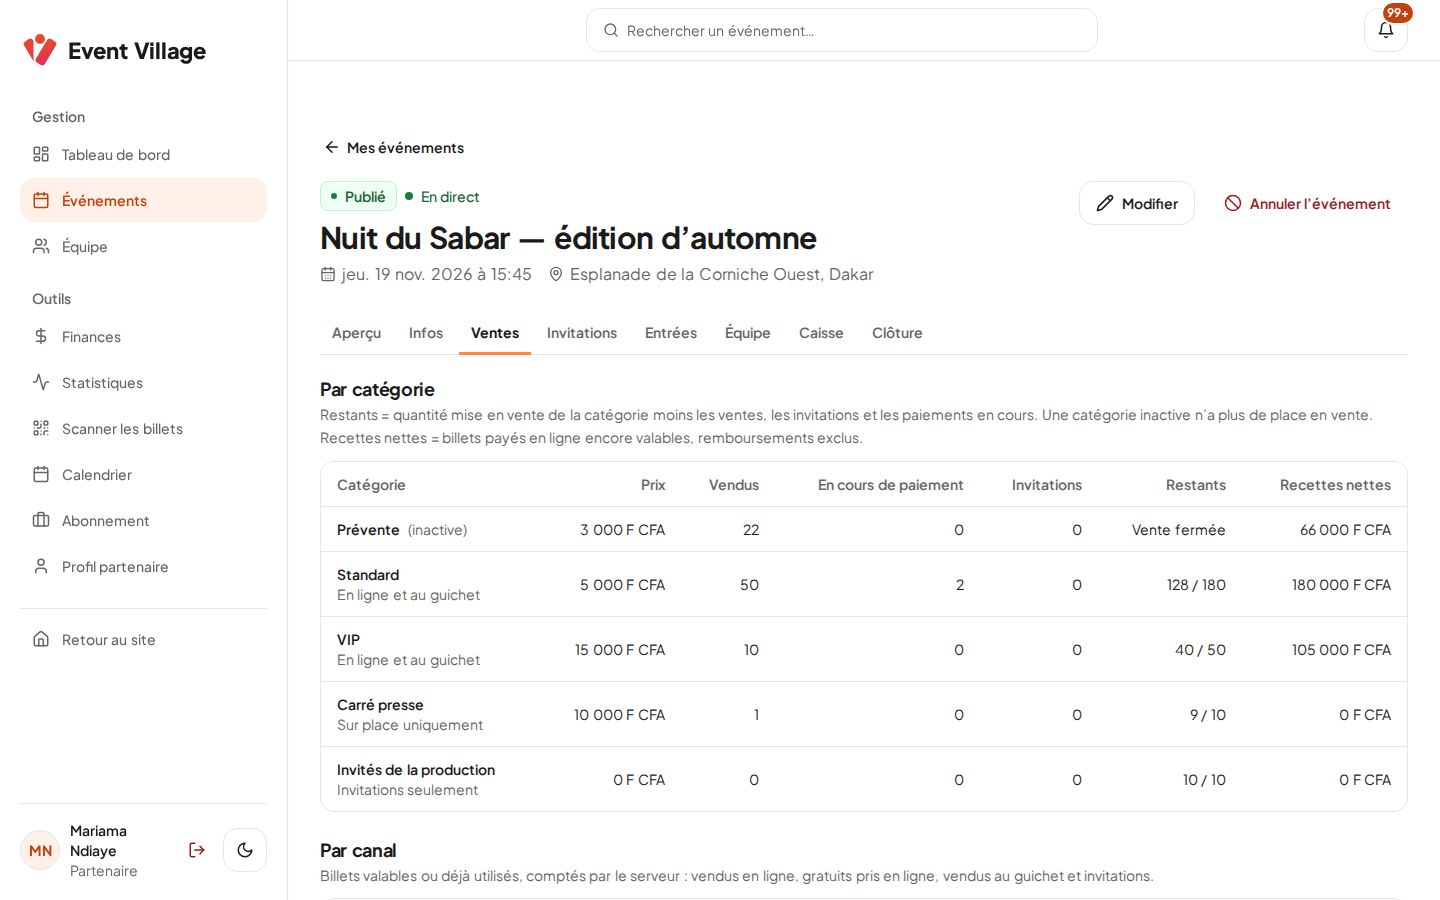 Event Village
Rechercher un événement…
99+
Gestion
Tableau de bord
Événements
Équipe
Outils
Finances
Statistiques
Scanner les billets
Calendrier
Abonnement
Profil partenaire
Retour au site
MN
Mariama
Ndiaye
Partenaire
Mes événements
Publié
En direct
Modifier
Annuler l’événement
Nuit du Sabar — édition d’automne
jeu. 19 nov. 2026 à 15:45
Esplanade de la Corniche Ouest, Dakar
Aperçu Infos Ventes Invitations Entrées Équipe Caisse Clôture
Par catégorie
Restants = quantité mise en vente de la catégorie moins les ventes, les invitations et les paiements en cours. Une catégorie inactive n’a plus de place en vente.
Recettes nettes = billets payés en ligne encore valables, remboursements exclus.
Catégorie Prix Vendus En cours de paiement Invitations Restants Recettes nettes
Prévente (inactive) 3 000 F CFA 22 0 0 Vente fermée 66 000 F CFA
Standard
En ligne et au guichet
5 000 F CFA 50 2 0 128 / 180 180 000 F CFA
VIP
En ligne et au guichet
15 000 F CFA 10 0 0 40 / 50 105 000 F CFA
Carré presse
Sur place uniquement
10 000 F CFA 1 0 0 9 / 10 0 F CFA
Invités de la production
Invitations seulement
0 F CFA 0 0 0 10 / 10 0 F CFA
Par canal
Billets valables ou déjà utilisés, comptés par le serveur : vendus en ligne, gratuits pris en ligne, vendus au guichet et invitations.